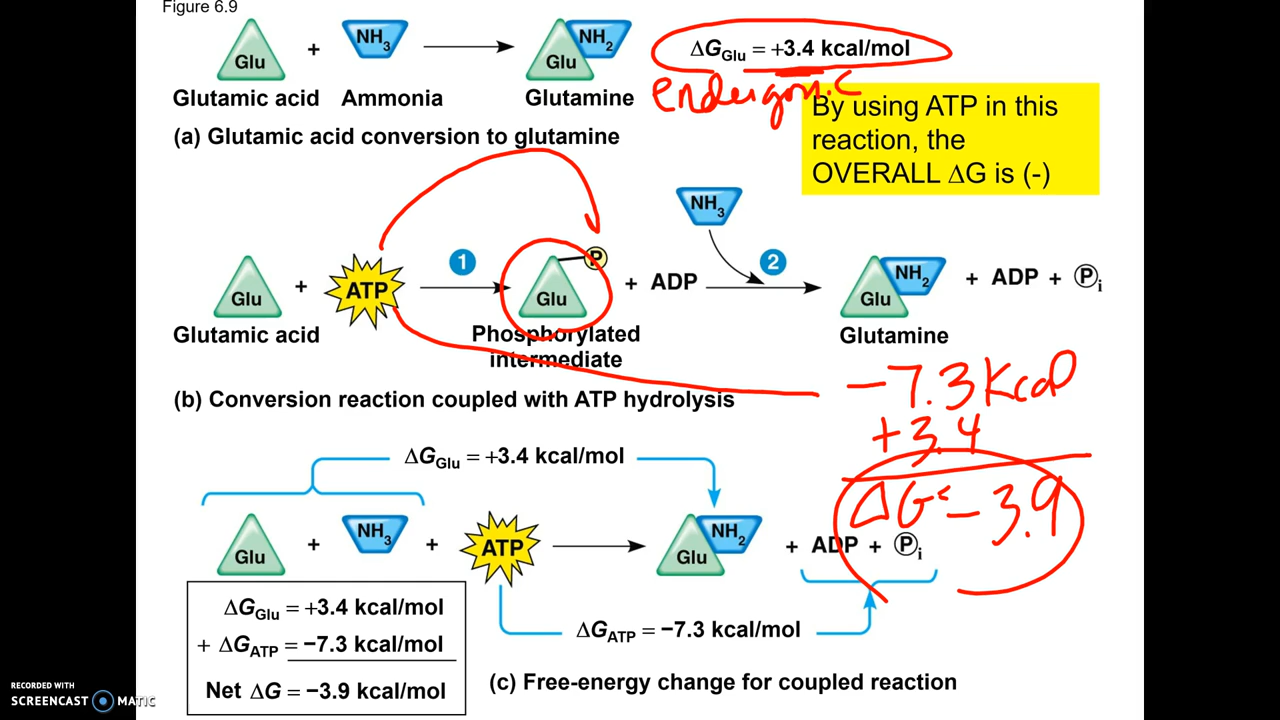 Figure 6.9
Glu + NH3 NH2 Glu ΔGGlu = +3.4 kcal/mol
Glutamic acid Ammonia Glutamine endergonic
(a) Glutamic acid conversion to glutamine
By using ATP in this
reaction, the
OVERALL ΔG is (-)
NH3
Glu + ATP 1 Glu P + ADP 2 Glu NH2 + ADP + Pi
Glutamic acid Phosphorylated Glutamine
intermediate
-7.3 Kcal
(b) Conversion reaction coupled with ATP hydrolysis
+3.4
ΔGGlu = +3.4 kcal/mol
ΔG = -3.9
Glu + NH3 + ATP Glu NH2 + ADP + Pi
ΔGGlu = +3.4 kcal/mol
ΔGATP = −7.3 kcal/mol
+ ΔGATP = −7.3 kcal/mol
Net ΔG = −3.9 kcal/mol
(c) Free-energy change for coupled reaction
RECORDED WITH
SCREENCAST MATIC